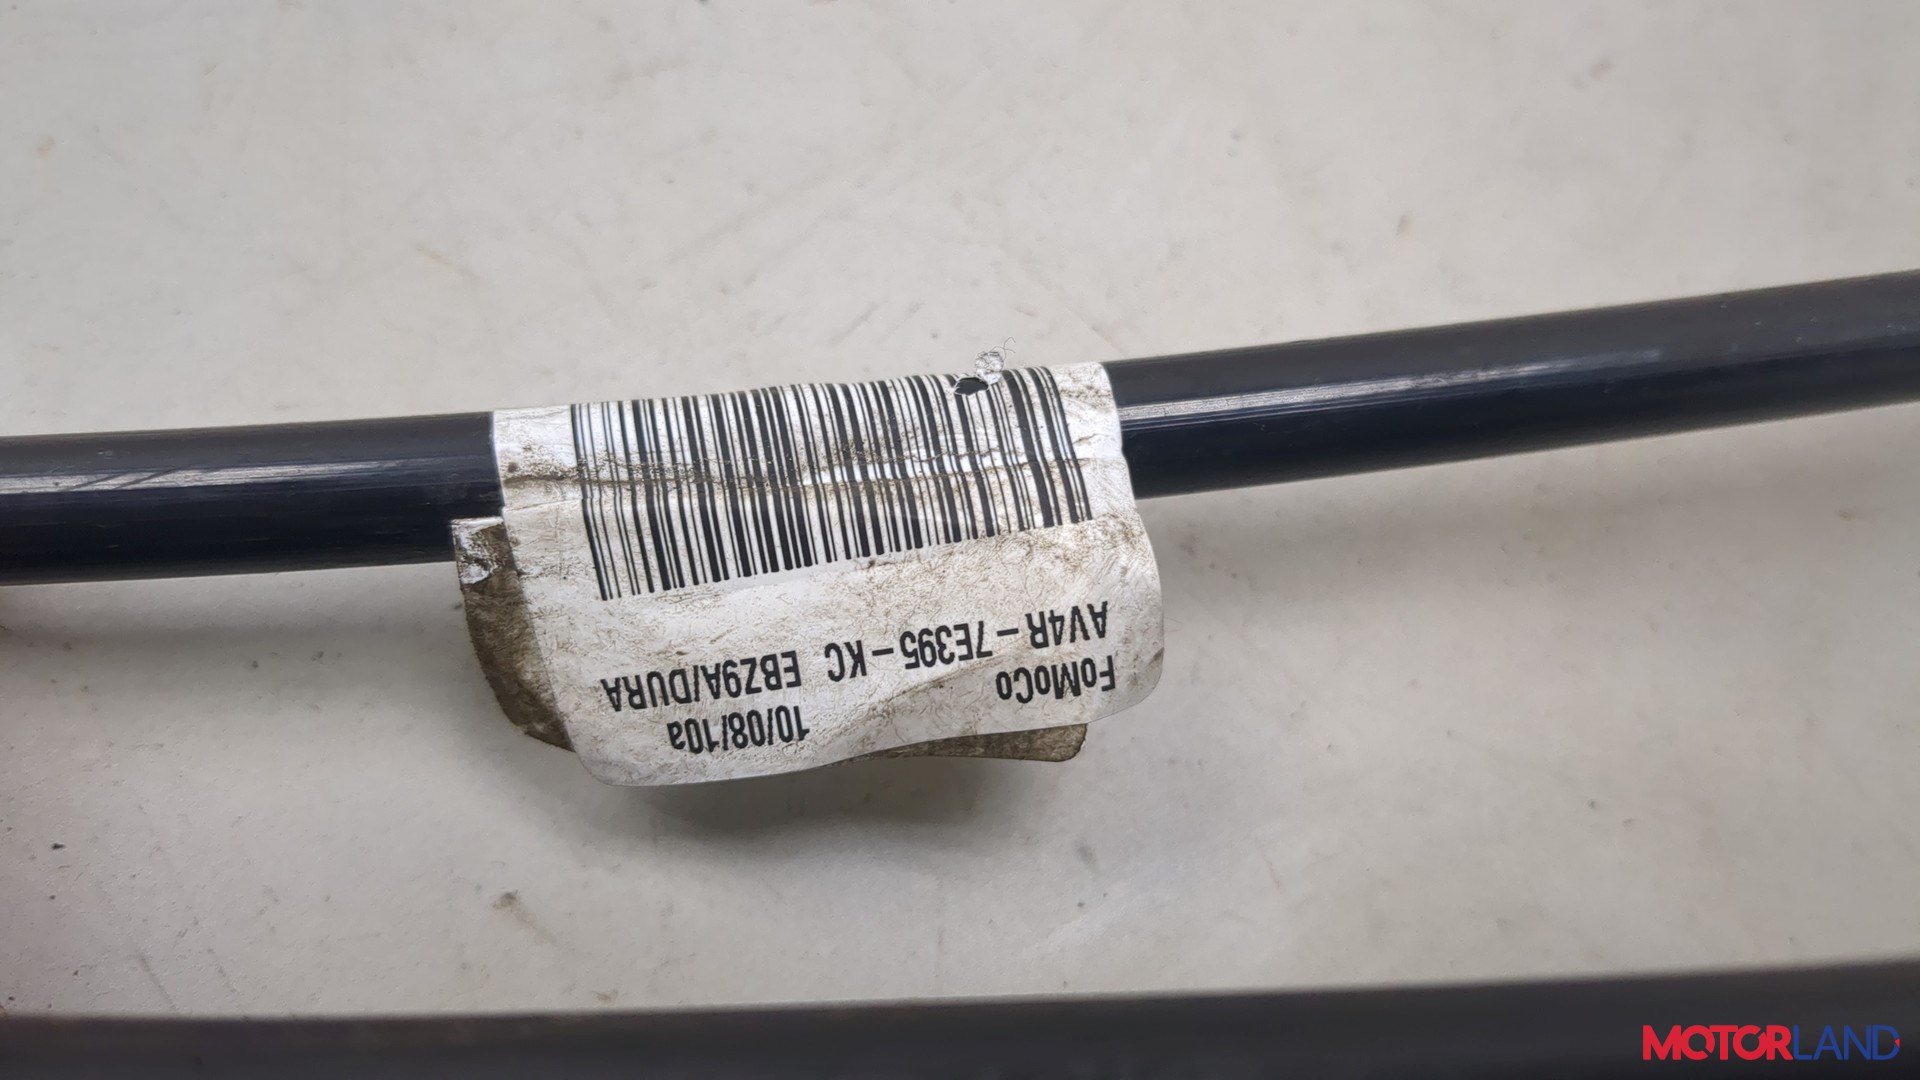 FoMoCo 10/08/10a
AV4R-7E395-KC EBZ9A/DURA
MOTORLAND